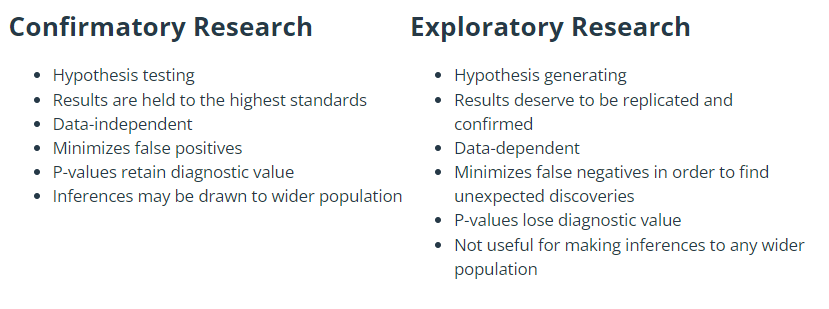 Confirmatory Research
• Hypothesis testing
• Results are held to the highest standards
• Data-independent
• Minimizes false positives
• P-values retain diagnostic value
• Inferences may be drawn to wider population
Exploratory Research
• Hypothesis generating
• Results deserve to be replicated and
confirmed
• Data-dependent
• Minimizes false negatives in order to find
unexpected discoveries
• P-values lose diagnostic value
• Not useful for making inferences to any wider
population